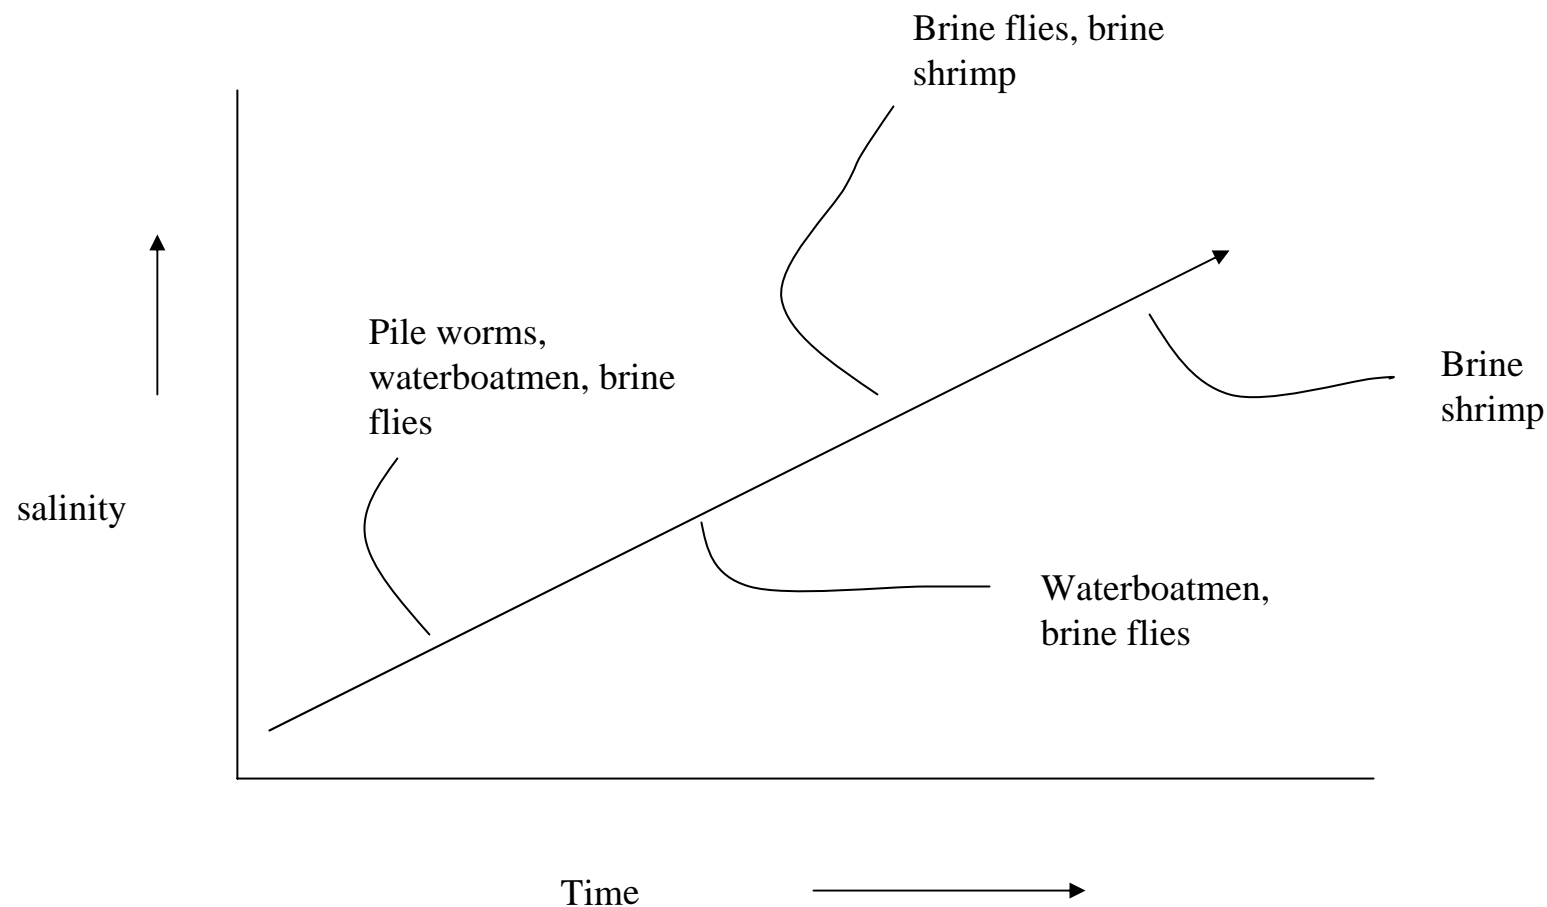 Brine flies, brine
shrimp
Pile worms,
waterboatmen, brine
flies
Brine
shrimp
salinity
Waterboatmen,
brine flies
Time